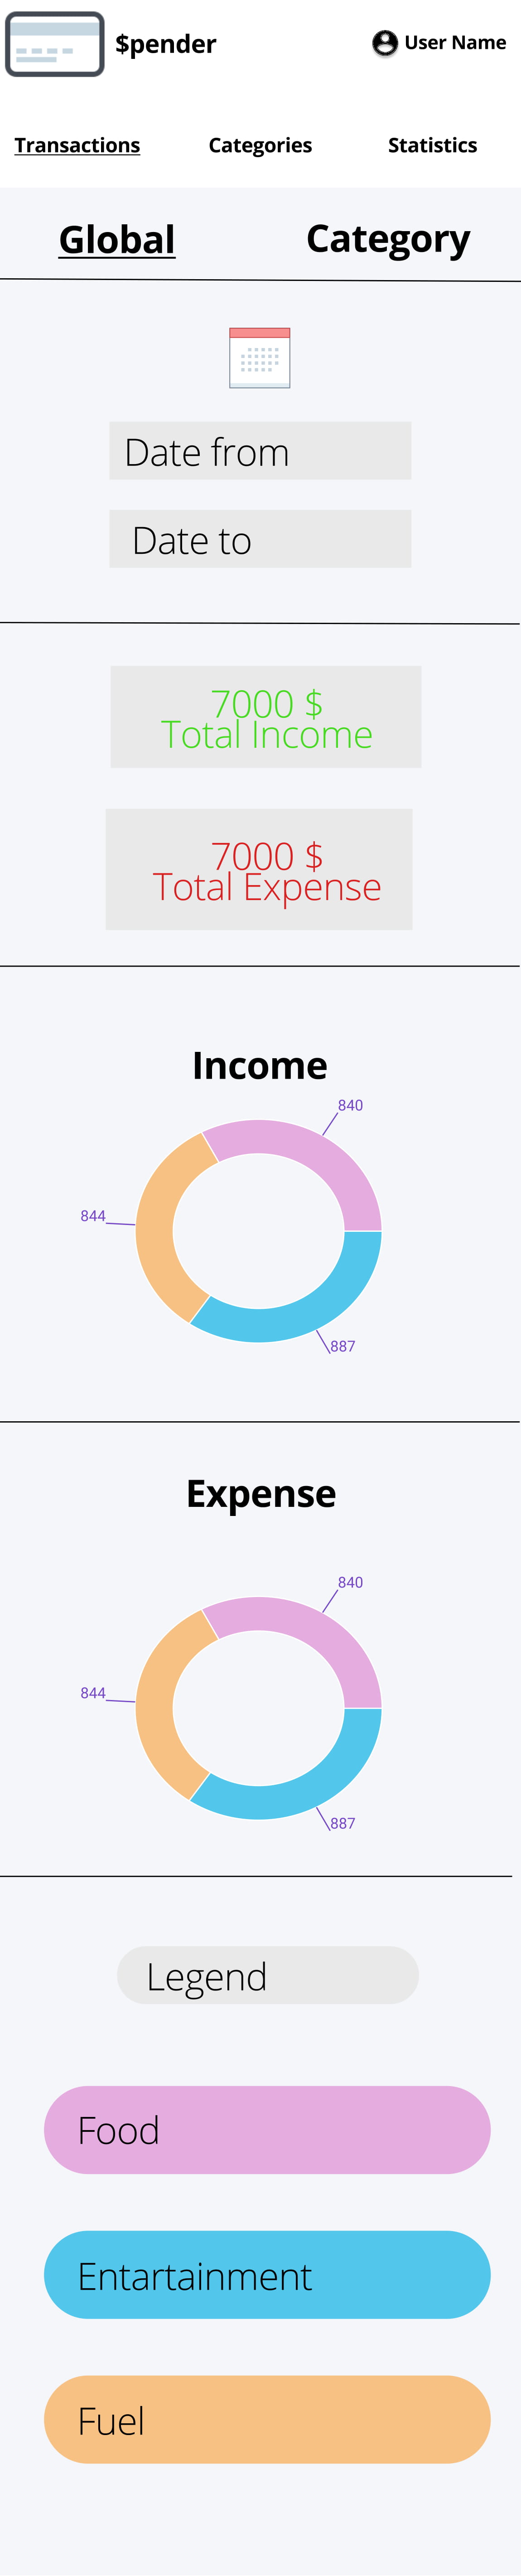 $pender
User Name
Transactions Categories Statistics
Global Category
Date from
Date to
7000 $
Total Income
7000 $
Total Expense
Income
840
844
887
Expense
840
844
887
Legend
Food
Entartainment
Fuel